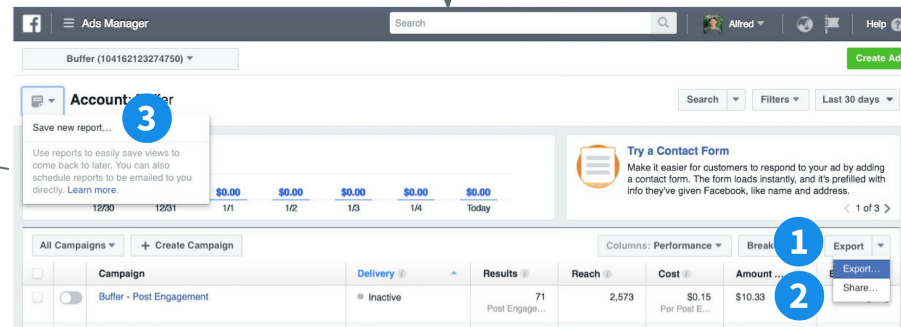 f Ads Manager Search Alfred Help
Buffer (104162123274750) Create Ad
Account: Search Filters Last 30 days
Save new report...
3
Use reports to easily save views to
come back to later. You can also
schedule reports to be emailed to you
directly. Learn more.
Try a Contact Form
Make it easier for customers to respond to your ad by adding
a contact form. The form loads instantly, and it's prefilled with
info they've given Facebook, like name and address.
$0.00 $0.00 $0.00 $0.00 $0.00
12/30 12/31 1/1 1/2 1/3 1/4 Today
1 of 3
All Campaigns + Create Campaign Columns: Performance 1 Export
Campaign Delivery Results Reach Cost Amount ... Export...
Buffer - Post Engagement Inactive 71 2,573 $0.15 $10.33 2 Share...
Post Engage... Per Post E...